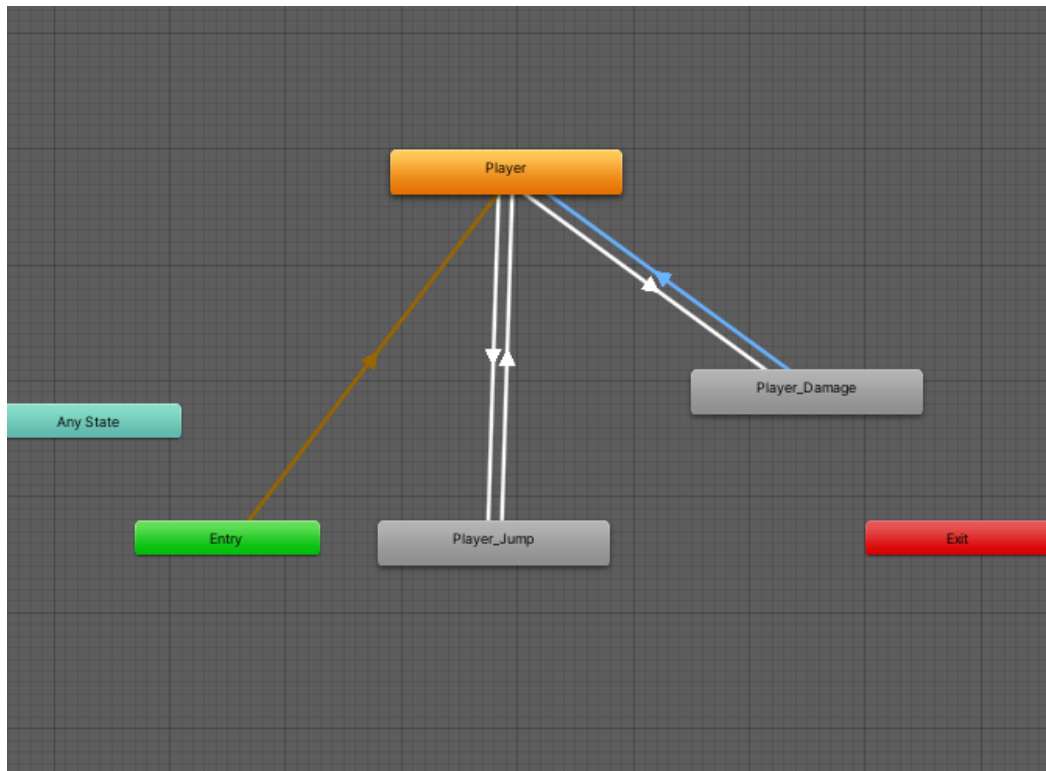 Player
Player_Damage
Any State
Entry
Player_Jump
Exit